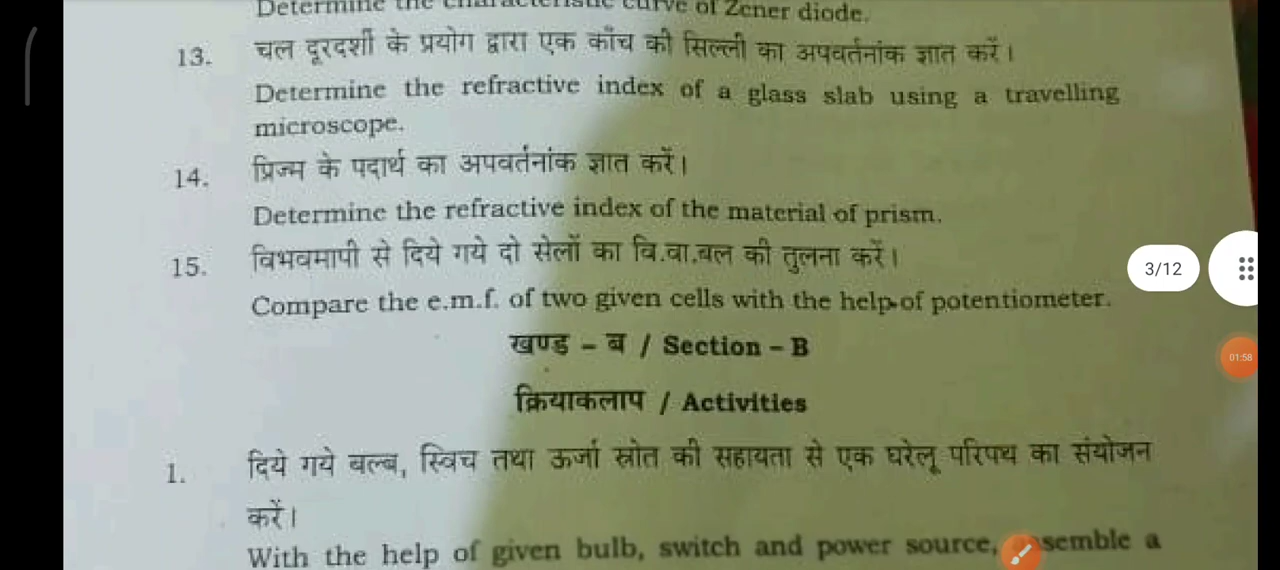 Determine the characteristic curve of Zener diode.
13. चल दूरदर्शी के प्रयोग द्वारा एक काँच की सिल्ली का अपवर्तनांक ज्ञात करें।
Determine the refractive index of a glass slab using a travelling
microscope.
14. प्रिज्म के पदार्थ का अपवर्तनांक ज्ञात करें।
Determine the refractive index of the material of prism.
15. विभवमापी से दिये गये दो सेलों का वि.वा.बल की तुलना करें।
3/12
Compare the e.m.f. of two given cells with the help of potentiometer.
खण्ड – ब / Section – B
01:58
क्रियाकलाप / Activities
1. दिये गये बल्ब, स्विच तथा ऊर्जा स्रोत की सहायता से एक घरेलू परिपथ का संयोजन
करें।
With the help of given bulb, switch and power source, a